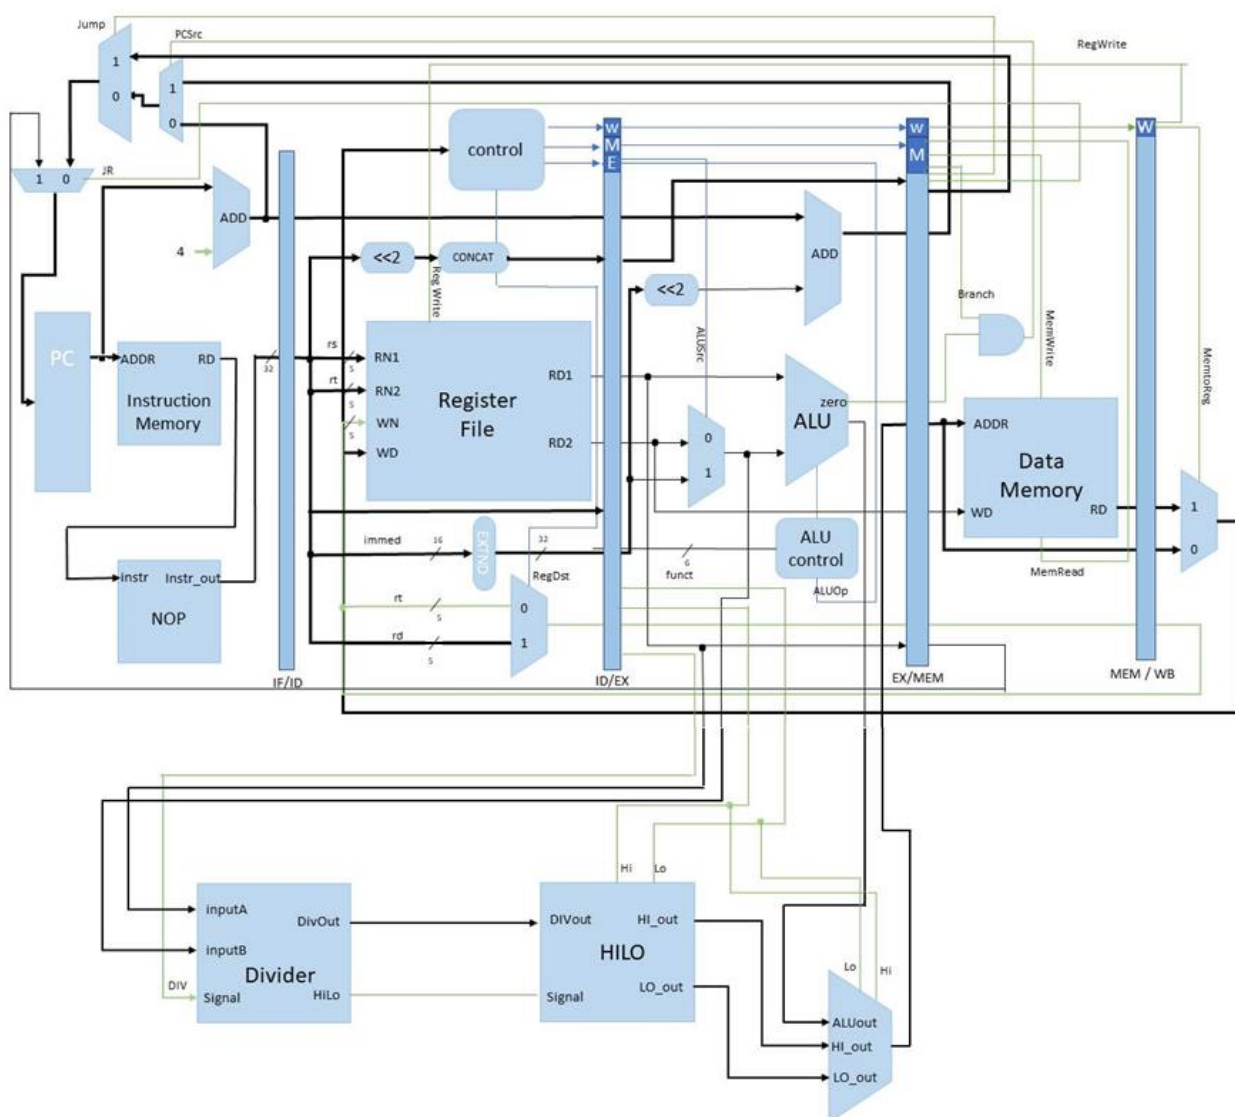 Jump
PCSrc
RegWrite
1
0
1
0
1 0
JR
control
W
M
E
W
M
W
ADD
4
<<2
CONCAT
ADD
<<2
Reg Write
Branch
MemWrite
MemtoReg
ALUSrc
PC
ADDR RD
Instruction
Memory
32
rs
5
rt
5
5
RN1
RN2
WN
WD
Register
File
RD1
RD2
0
1
zero
ALU
ADDR
Data
Memory
WD
RD
MemRead
1
0
ALU
control
ALUOp
funct
6
immed
16
EXTND
32
RegDst
rt
5
rd
5
0
1
instr Instr_out
NOP
IF/ID
ID/EX
EX/MEM
MEM / WB
Hi
Lo
inputA
inputB
DivOut
Divider
DIV
Signal
HiLo
DIVout
HI_out
HILO
LO_out
Signal
Lo
Hi
ALUout
HI_out
LO_out